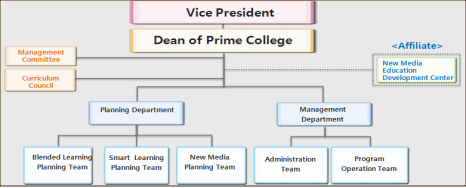 Vice President
Dean of Prime College
<Affiliate>
Management
Committee
New Media
Education
Development Center
Curriculum
Council
Planning Department
Management
Department
Blended Learning
Planning Team
Smart Learning
Planning Team
New Media
Planning Team
Administration
Team
Program
Operation Team